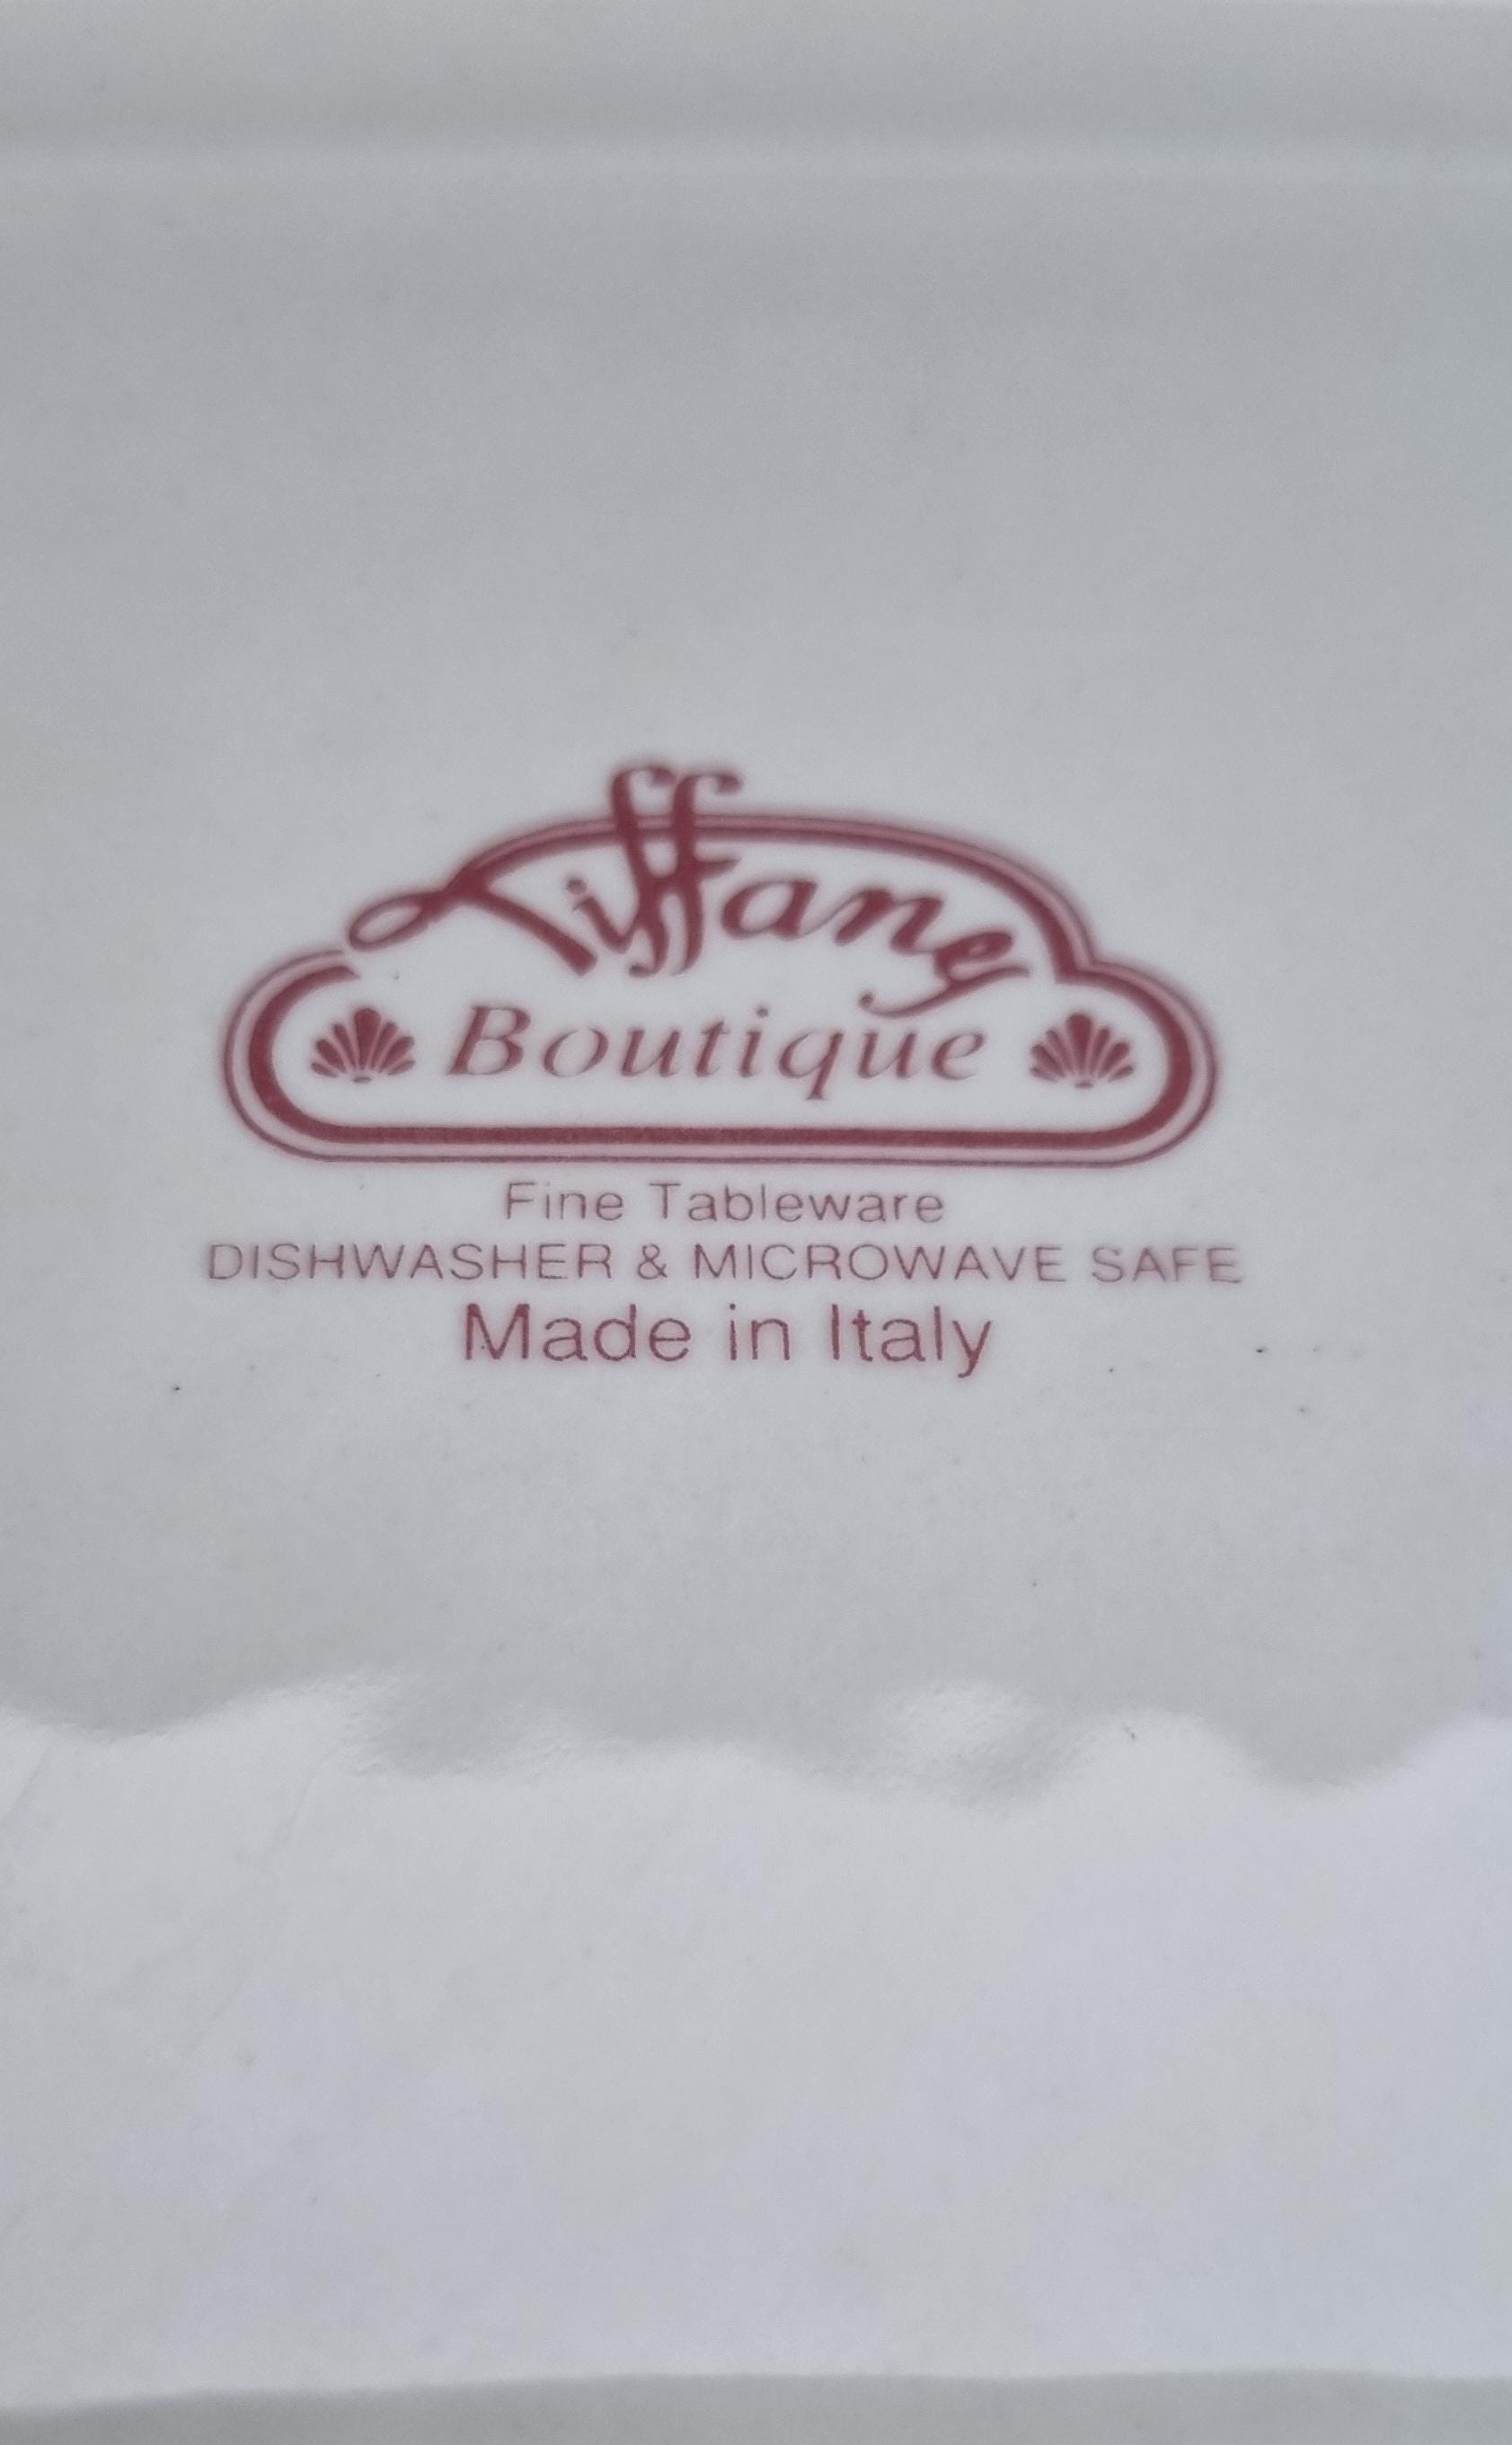 Tiffany
Boutique
Fine Tableware
DISHWASHER & MICROWAVE SAFE
Made in Italy